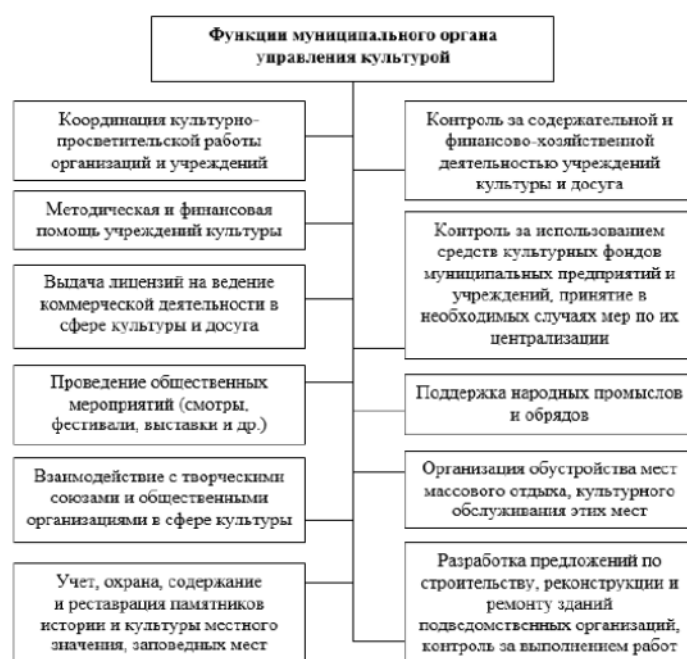 Функции муниципального органа
управления культурой
Координация культурно-
просветительской работы
организаций и учреждений
Методическая и финансовая
помощь учреждений культуры
Выдача лицензий на ведение
коммерческой деятельности в
сфере культуры и досуга
Проведение общественных
мероприятий (смотры,
фестивали, выставки и др.)
Взаимодействие с творческими
союзами и общественными
организациями в сфере культуры
Учет, охрана, содержание
и реставрация памятников
истории и культуры местного
значения, заповедных мест
Контроль за содержательной и
финансово-хозяйственной
деятельностью учреждений
культуры и досуга
Контроль за использованием
средств культурных фондов
муниципальных предприятий и
учреждений, принятие в
необходимых случаях мер по их
централизации
Поддержка народных промыслов
и обрядов
Организация обустройства мест
массового отдыха, культурного
обслуживания этих мест
Разработка предложений по
строительству, реконструкции и
ремонту зданий
подведомственных организаций,
контроль за выполнением работ